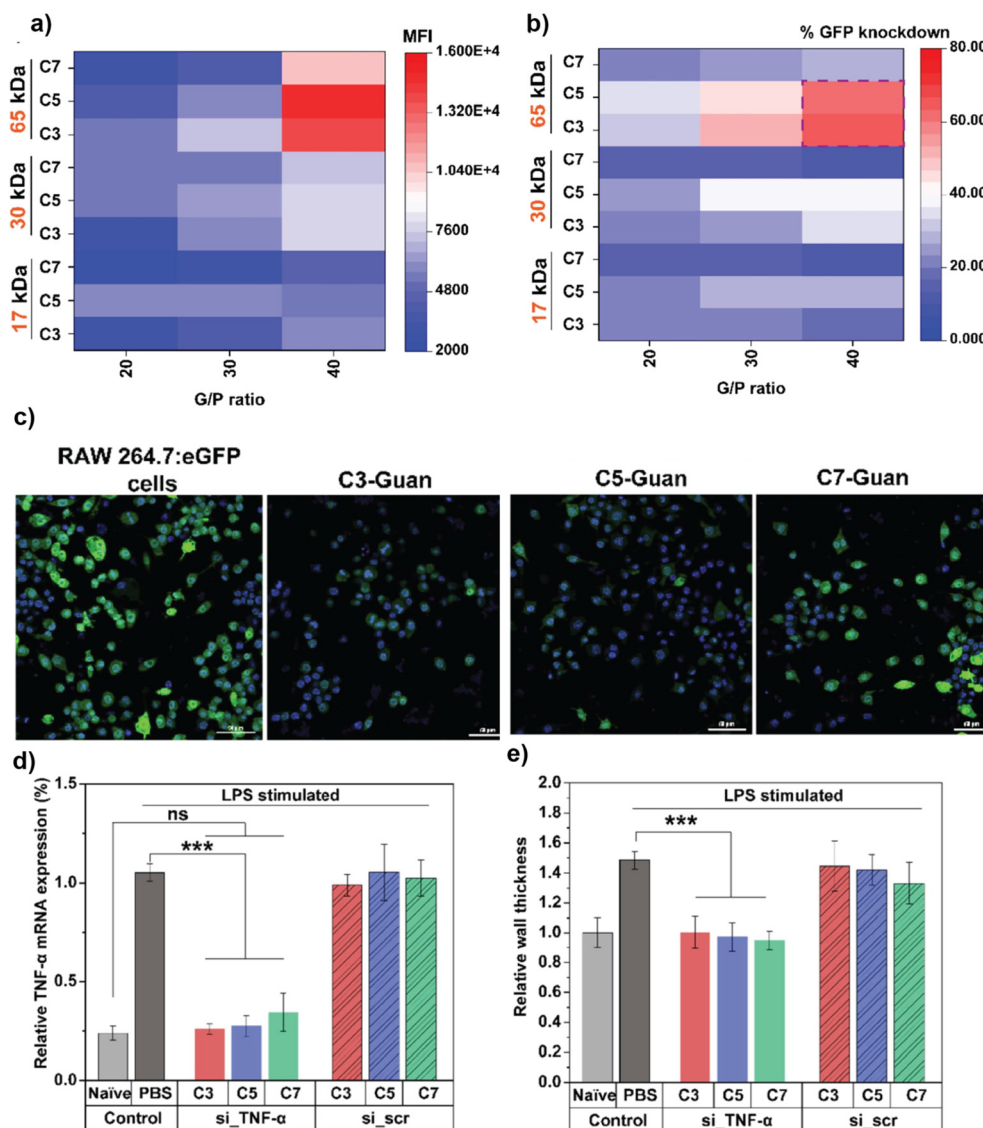 a)
MFI
1.600E+4
1.320E+4
1.040E+4
7600
4800
2000
65 kDa
C7
C5
C3
30 kDa
C7
C5
C3
17 kDa
C7
C5
C3
20
30
40
G/P ratio
b)
% GFP knockdown
80.00
60.00
40.00
20.00
0.000
65 kDa
C7
C5
C3
30 kDa
C7
C5
C3
17 kDa
C7
C5
C3
20
30
40
G/P ratio
c)
RAW 264.7:eGFP
cells
C3-Guan
C5-Guan
C7-Guan
d)
Relative TNF-α mRNA expression (%)
1.5
1.0
0.5
0.0
LPS stimulated
ns
***
Naïve PBS C3 C5 C7 C3 C5 C7
Control si_TNF-α si_scr
e)
Relative wall thickness
2.0
1.8
1.6
1.4
1.2
1.0
0.8
0.6
0.4
0.2
0.0
LPS stimulated
***
Naïve PBS C3 C5 C7 C3 C5 C7
Control si_TNF-α si_scr